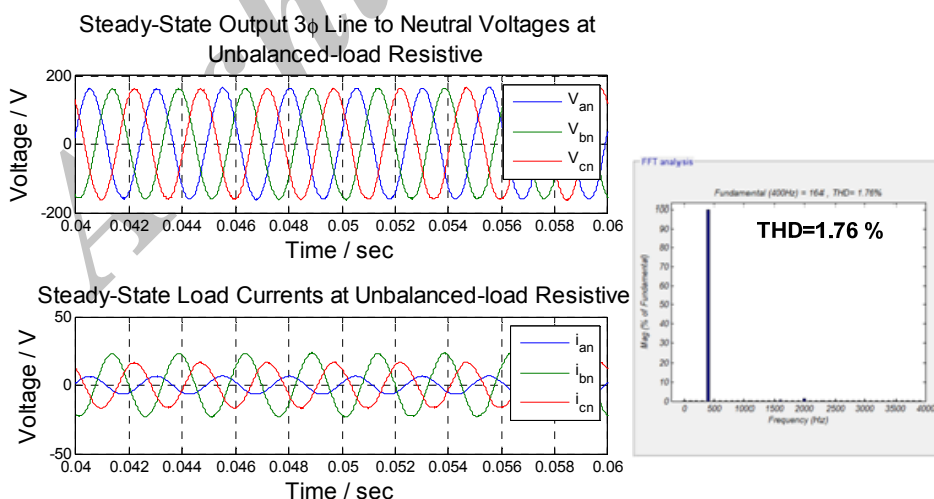 Steady-State Output 3ϕ Line to Neutral Voltages at
Unbalanced-load Resistive
Voltage / V
200
0
-200
V_an
V_bn
V_cn
0.04 0.042 0.044 0.046 0.048 0.05 0.052 0.054 0.056 0.058 0.06
Time / sec
Steady-State Load Currents at Unbalanced-load Resistive
Voltage / V
50
0
-50
i_an
i_bn
i_cn
0.04 0.042 0.044 0.046 0.048 0.05 0.052 0.054 0.056 0.058 0.06
Time / sec
FFT analysis
Fundamental (400Hz) = 164 , THD= 1.76%
THD=1.76 %
Mag (% of Fundamental)
100
90
80
70
60
50
40
30
20
10
0
0 500 1000 1500 2000 2500 3000 3500 4000
Frequency (Hz)